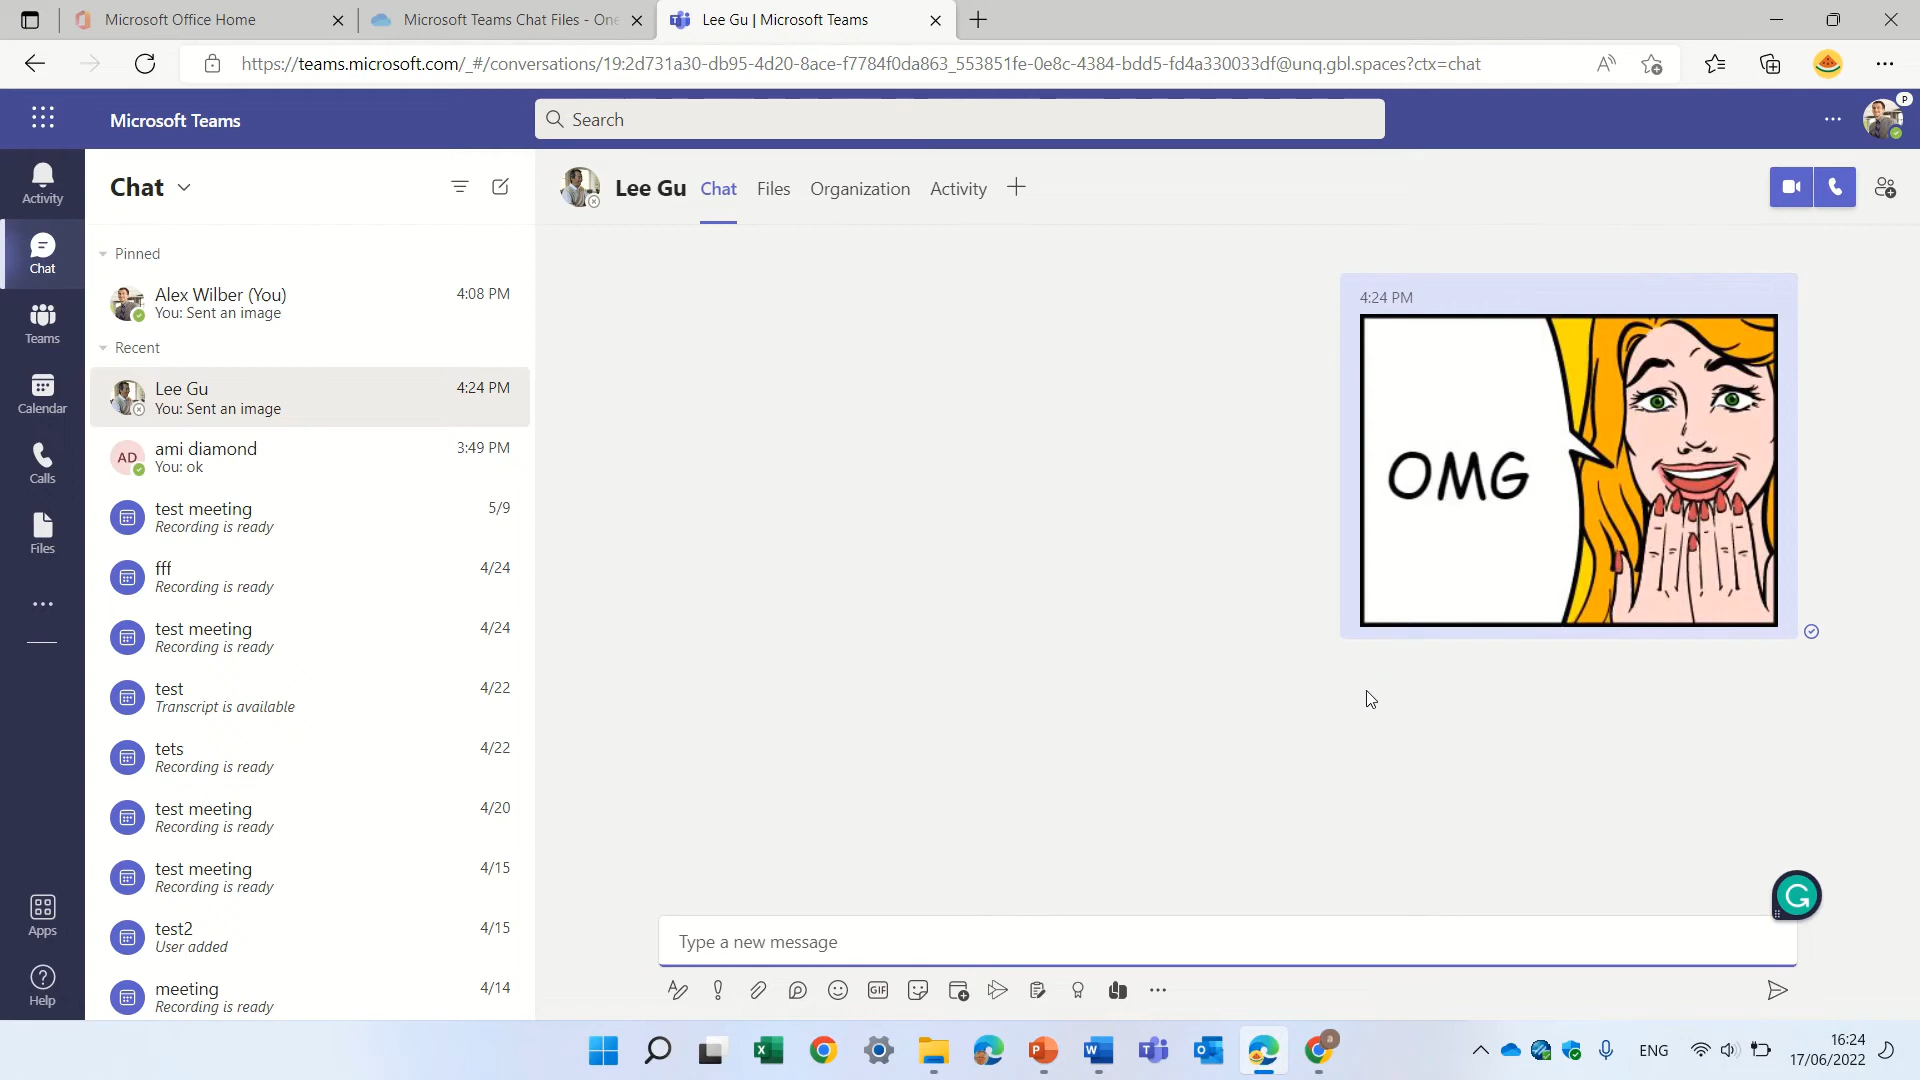 Microsoft Office Home
Microsoft Teams Chat Files - One
Lee Gu | Microsoft Teams
https://teams.microsoft.com/_#/conversations/19:2d731a30-db95-4d20-8ace-f7784f0da863_553851fe-0e8c-4384-bdd5-fd4a330033df@unq.gbl.spaces?ctx=chat
Microsoft Teams
Search
P
Activity
Chat
Teams
Calendar
Calls
Files
Apps
Help
Chat
Pinned
Alex Wilber (You) 4:08 PM
You: Sent an image
Recent
Lee Gu 4:24 PM
You: Sent an image
AD
ami diamond 3:49 PM
You: ok
test meeting 5/9
Recording is ready
fff 4/24
Recording is ready
test meeting 4/24
Recording is ready
test 4/22
Transcript is available
tets 4/22
Recording is ready
test meeting 4/20
Recording is ready
test meeting 4/15
Recording is ready
test2 4/15
User added
meeting 4/14
Recording is ready
Lee Gu Chat Files Organization Activity
4:24 PM
OMG
Type a new message
GIF
ENG
16:24
17/06/2022